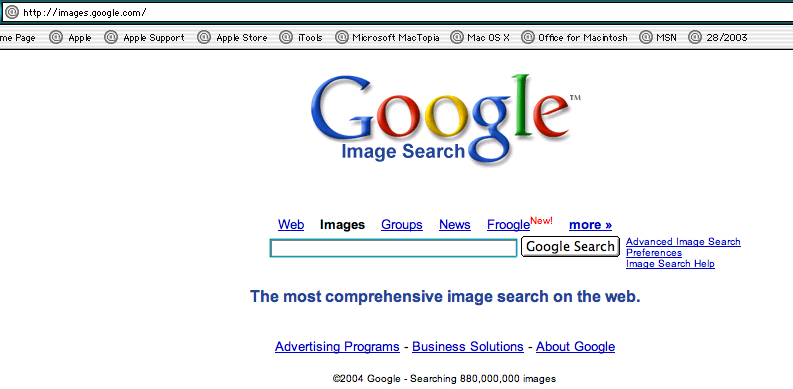 http://images.google.com/
me Page Apple Apple Support Apple Store iTools Microsoft MacTopia Mac OS X Office for Macintosh MSN 28/2003
Google™
Image Search
Web Images Groups News Froogle New! more »
Google Search
Advanced Image Search
Preferences
Image Search Help
The most comprehensive image search on the web.
Advertising Programs - Business Solutions - About Google
©2004 Google - Searching 880,000,000 images